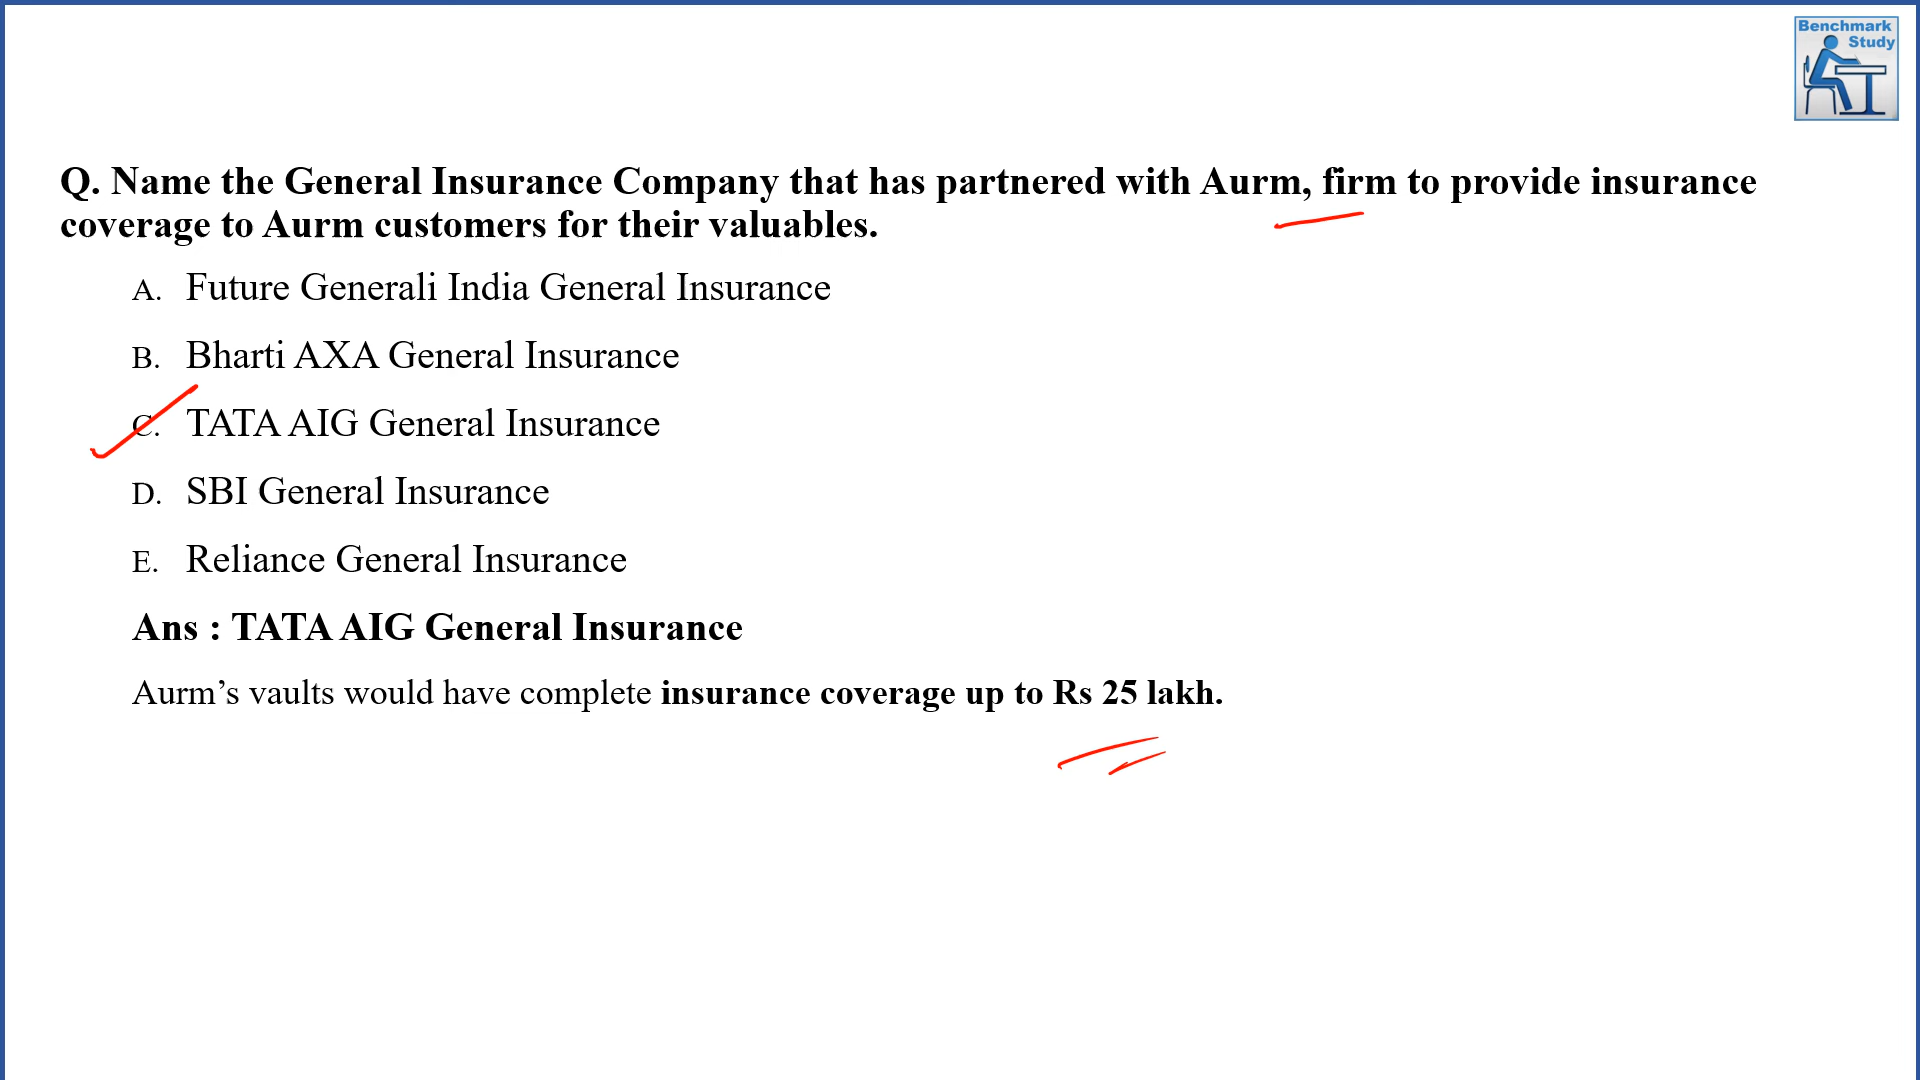 Benchmark
Study
Q. Name the General Insurance Company that has partnered with Aurm, firm to provide insurance
coverage to Aurm customers for their valuables.
A. Future Generali India General Insurance
B. Bharti AXA General Insurance
C. TATA AIG General Insurance
D. SBI General Insurance
E. Reliance General Insurance
Ans : TATA AIG General Insurance
Aurm’s vaults would have complete insurance coverage up to Rs 25 lakh.